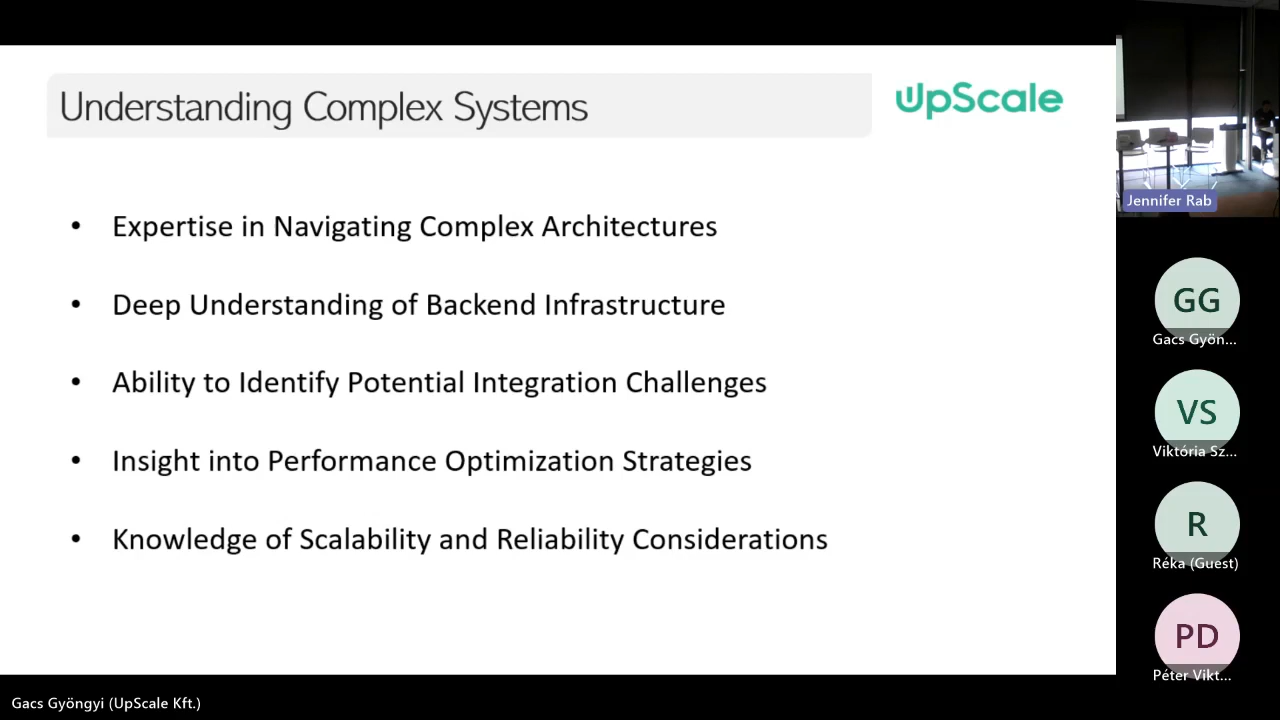 Understanding Complex Systems
UpScale
• Expertise in Navigating Complex Architectures
• Deep Understanding of Backend Infrastructure
• Ability to Identify Potential Integration Challenges
• Insight into Performance Optimization Strategies
• Knowledge of Scalability and Reliability Considerations
Jennifer Rab
GG
Gacs Gyön...
VS
Viktória Sz...
R
Réka (Guest)
PD
Péter Vikt...
Gacs Gyöngyi (UpScale Kft.)